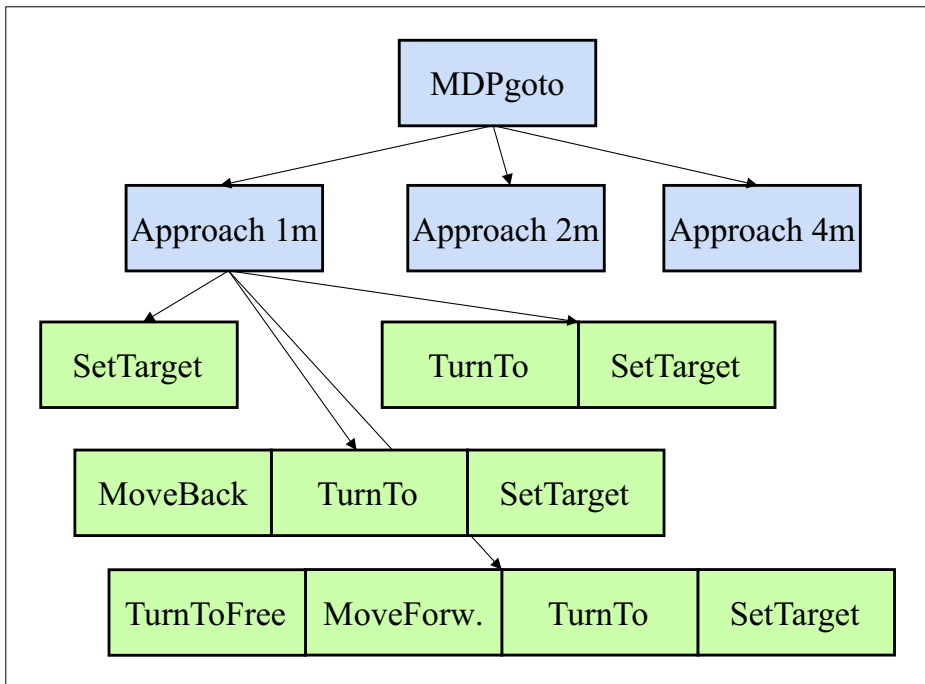 MDPgoto
Approach 1m
Approach 2m
Approach 4m
SetTarget
TurnTo
SetTarget
MoveBack
TurnTo
SetTarget
TurnToFree
MoveForw.
TurnTo
SetTarget